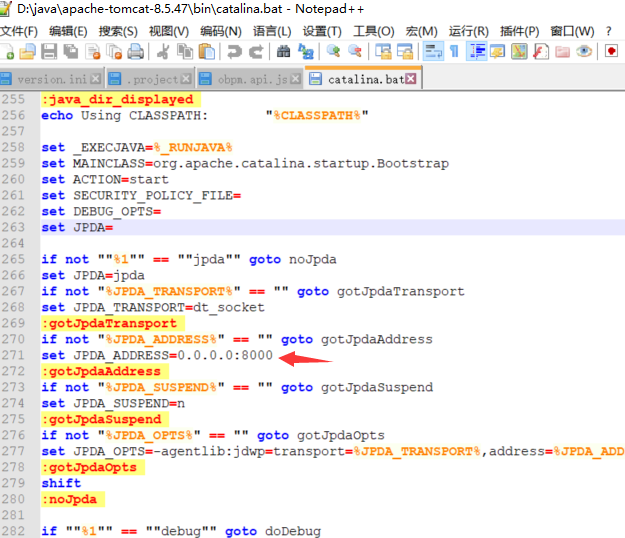 D:\java\apache-tomcat-8.5.47\bin\catalina.bat - Notepad++
文件(F) 编辑(E) 搜索(S) 视图(V) 编码(N) 语言(L) 设置(T) 工具(O) 宏(M) 运行(R) 插件(P) 窗口(W) ?
version.ini .project obpm.api.js catalina.bat
255 :java_dir_displayed
256 echo Using CLASSPATH: "%CLASSPATH%"
257
258 set _EXECJAVA=%_RUNJAVA%
259 set MAINCLASS=org.apache.catalina.startup.Bootstrap
260 set ACTION=start
261 set SECURITY_POLICY_FILE=
262 set DEBUG_OPTS=
263 set JPDA=
264
265 if not ""%1"" == ""jpda"" goto noJpda
266 set JPDA=jpda
267 if not "%JPDA_TRANSPORT%" == "" goto gotJpdaTransport
268 set JPDA_TRANSPORT=dt_socket
269 :gotJpdaTransport
270 if not "%JPDA_ADDRESS%" == "" goto gotJpdaAddress
271 set JPDA_ADDRESS=0.0.0.0:8000
272 :gotJpdaAddress
273 if not "%JPDA_SUSPEND%" == "" goto gotJpdaSuspend
274 set JPDA_SUSPEND=n
275 :gotJpdaSuspend
276 if not "%JPDA_OPTS%" == "" goto gotJpdaOpts
277 set JPDA_OPTS=-agentlib:jdwp=transport=%JPDA_TRANSPORT%,address=%JPDA_ADD
278 :gotJpdaOpts
279 shift
280 :noJpda
281
282 if ""%1"" == ""debug"" goto doDebug